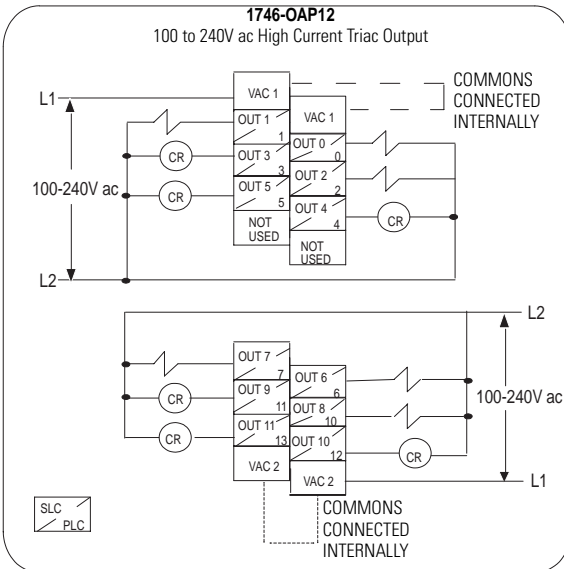 1746-OAP12
100 to 240V ac High Current Triac Output
COMMONS
CONNECTED
INTERNALLY
L1
VAC 1
VAC 1
OUT 1
1
OUT 0
0
CR
OUT 3
3
OUT 2
2
100-240V ac
CR
OUT 5
5
OUT 4
4
CR
NOT
USED
NOT
USED
L2
L2
OUT 7
7
OUT 6
6
CR
OUT 9
11
OUT 8
10
100-240V ac
CR
OUT 11
13
OUT 10
12
CR
VAC 2
VAC 2
L1
SLC
PLC
COMMONS
CONNECTED
INTERNALLY